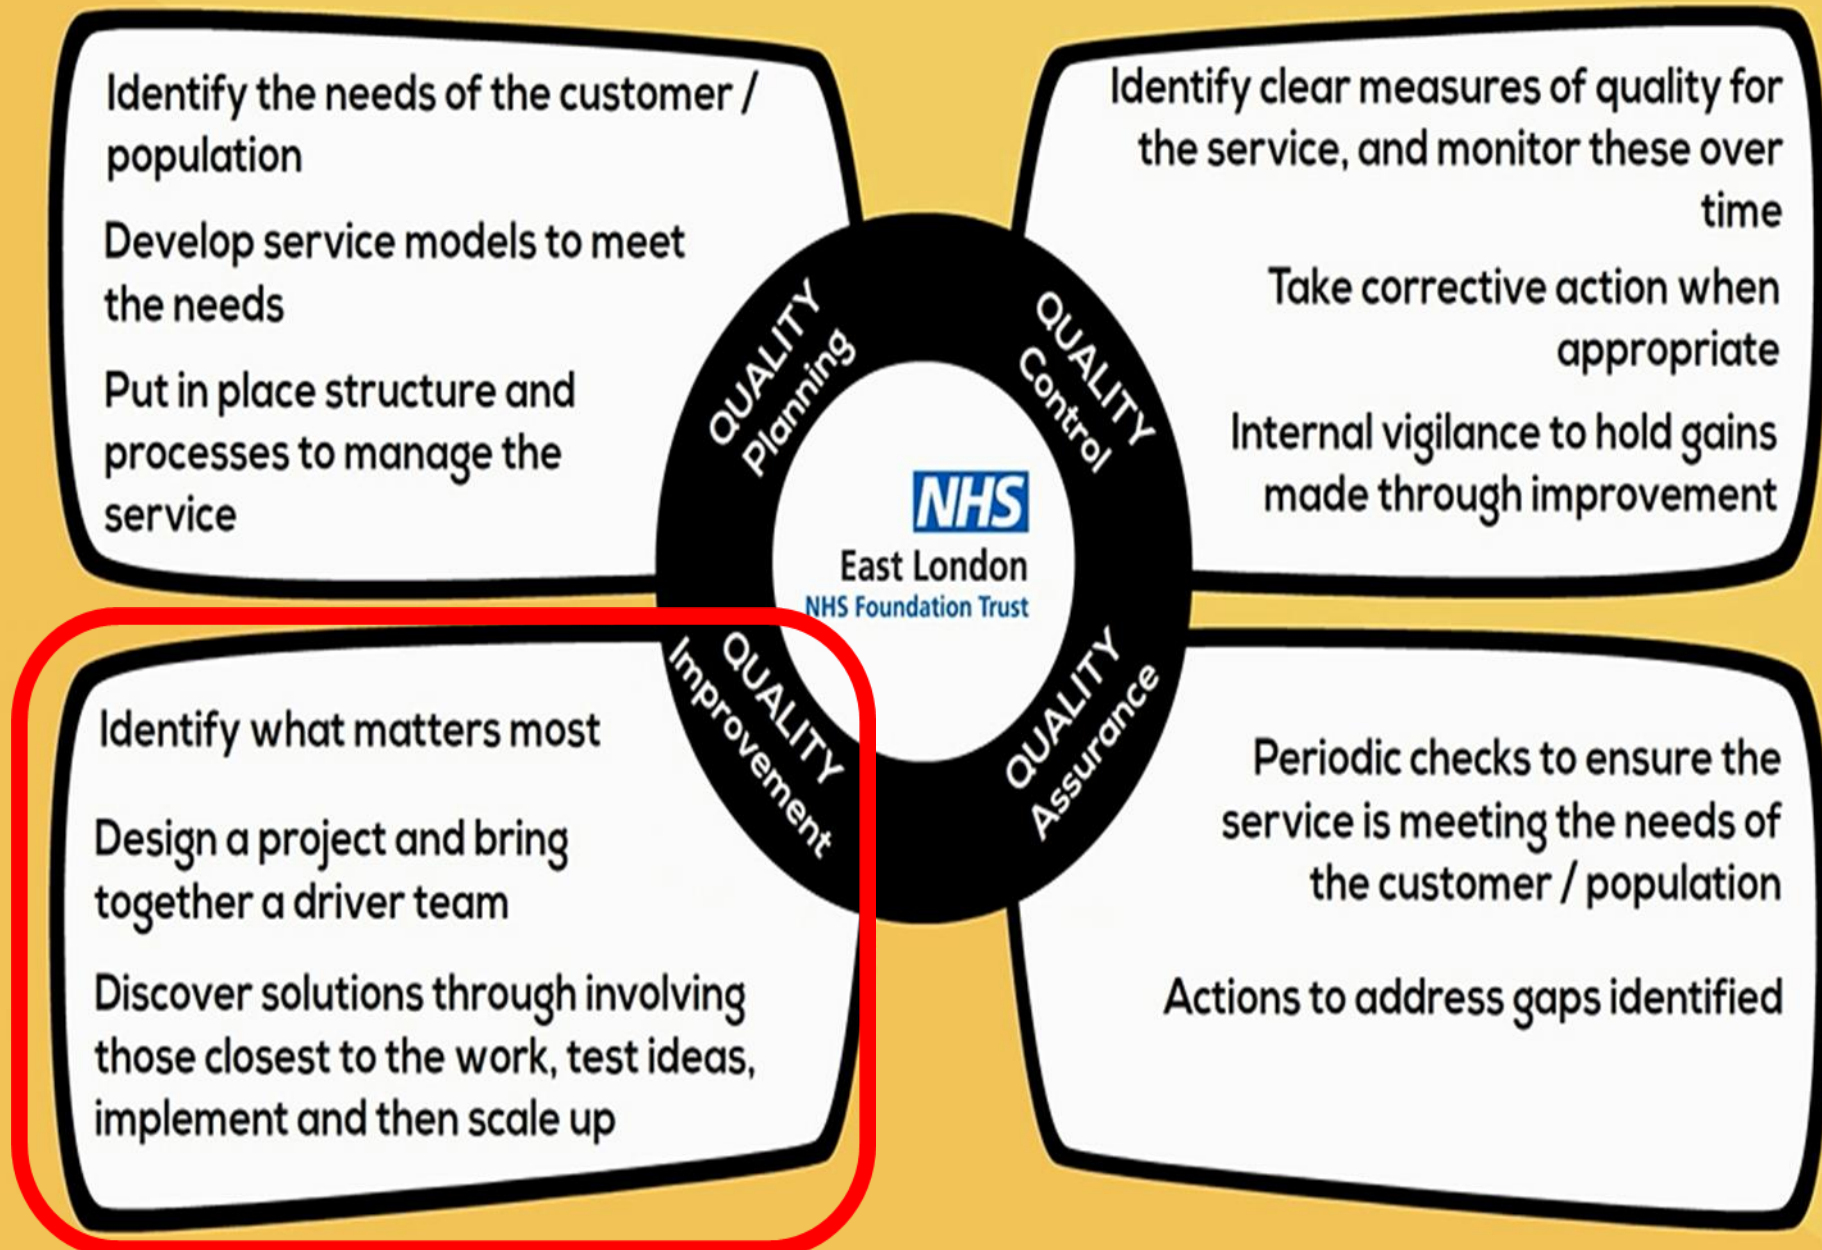 Identify the needs of the customer /
population
Develop service models to meet
the needs
Put in place structure and
processes to manage the
service
Identify clear measures of quality for
the service, and monitor these over
time
Take corrective action when
appropriate
Internal vigilance to hold gains
made through improvement
QUALITY
Planning
QUALITY
Control
NHS
East London
NHS Foundation Trust
QUALITY
Improvement
QUALITY
Assurance
Identify what matters most
Design a project and bring
together a driver team
Discover solutions through involving
those closest to the work, test ideas,
implement and then scale up
Periodic checks to ensure the
service is meeting the needs of
the customer / population
Actions to address gaps identified